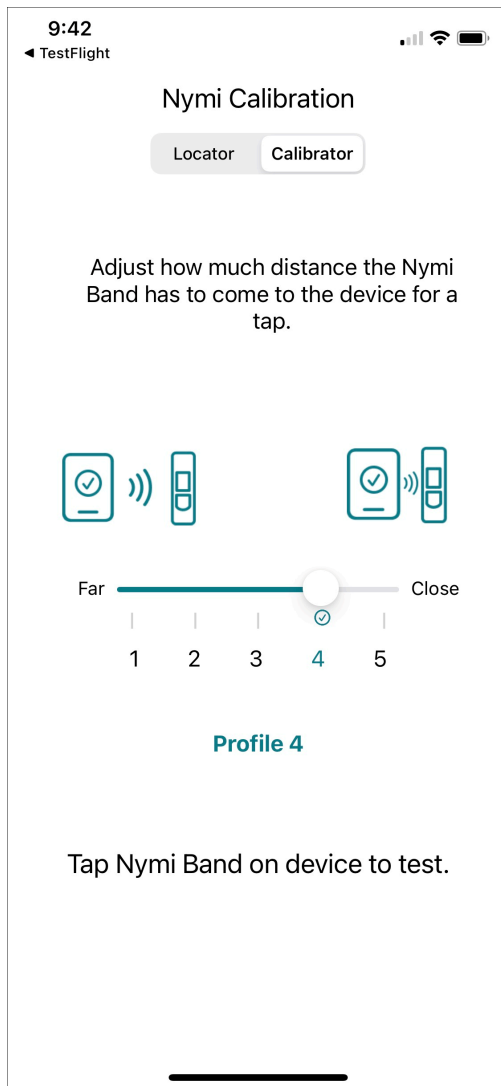 9:42
◀ TestFlight
Nymi Calibration
Locator Calibrator
Adjust how much distance the Nymi
Band has to come to the device for a
tap.
Far Close
1 2 3 4 5
Profile 4
Tap Nymi Band on device to test.